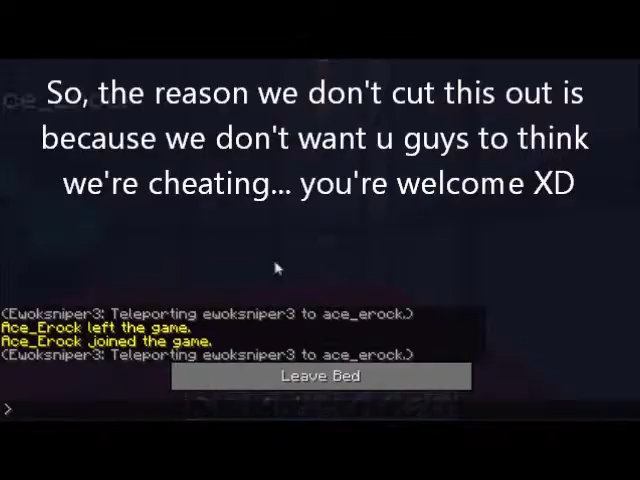 So, the reason we don't cut this out is
because we don't want u guys to think
we're cheating... you're welcome XD
(Ewoksniper3: Teleporting ewoksniper3 to ace_erock.)
Ace_Erock left the game.
Ace_Erock joined the game.
(Ewoksniper3: Teleporting ewoksniper3 to ace_erock.)
Leave Bed
>